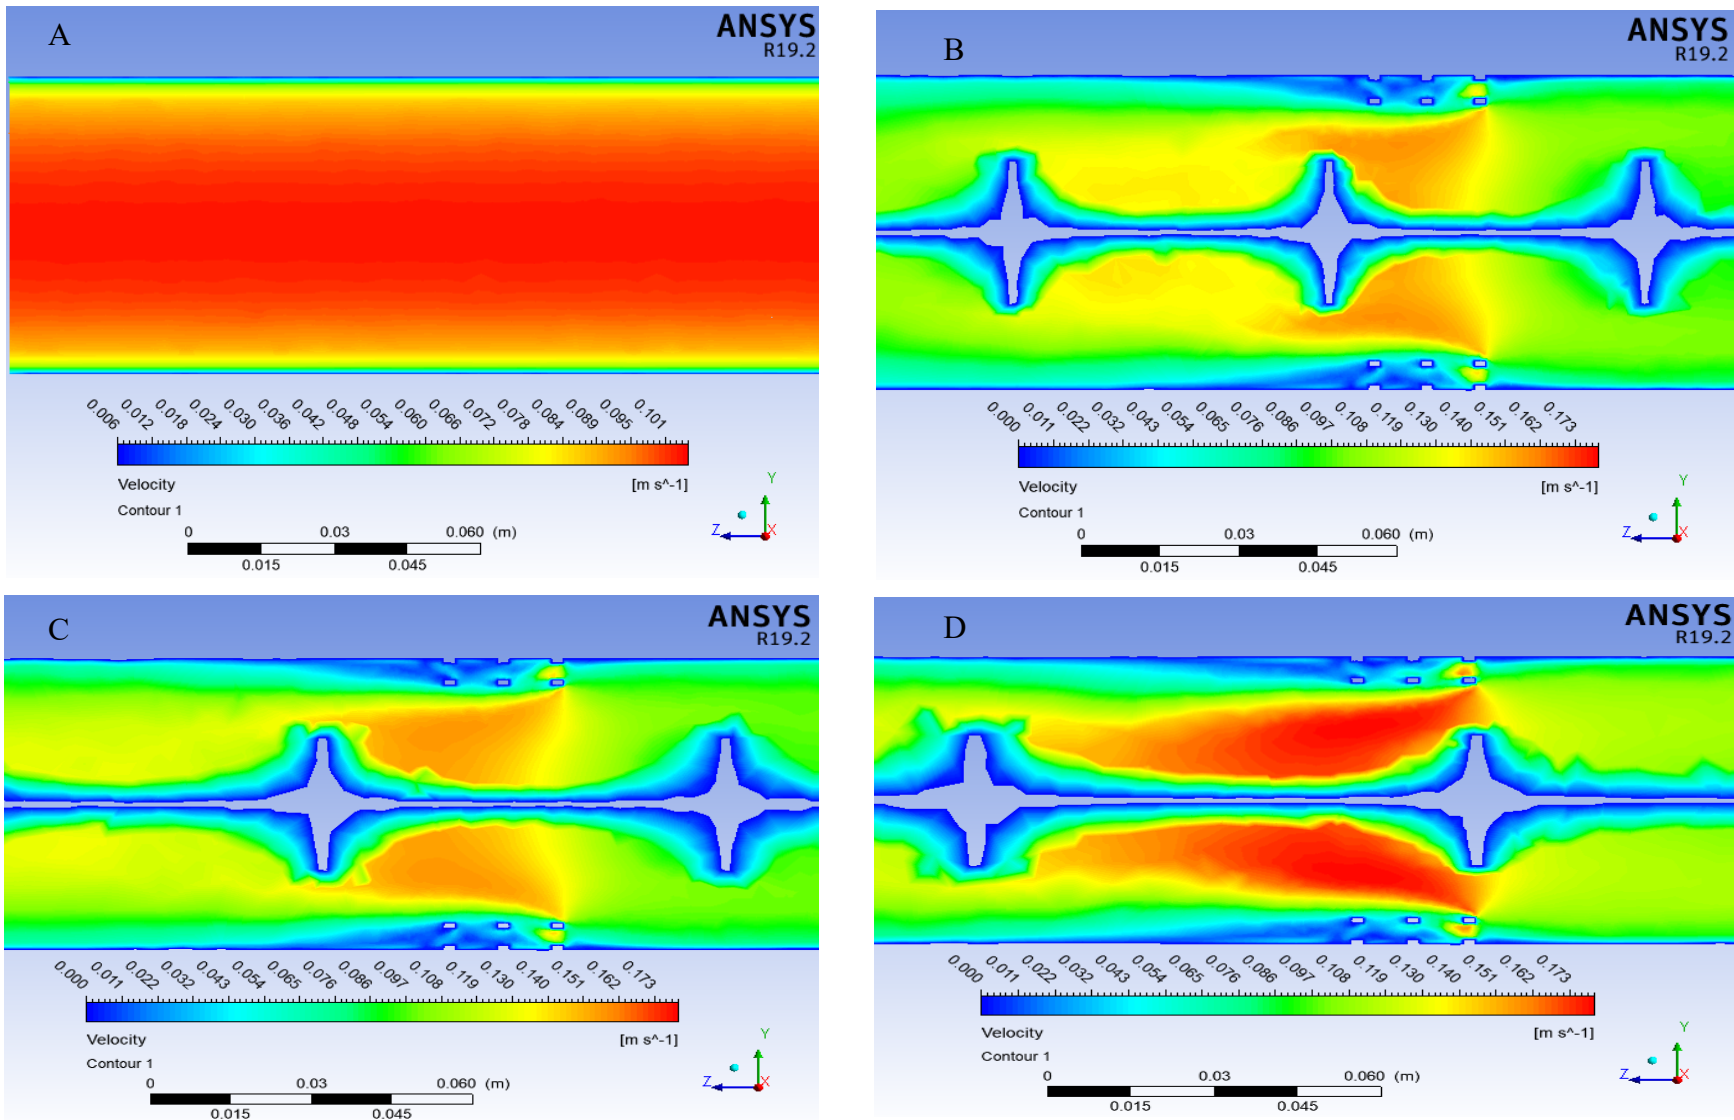 A
ANSYS
R19.2
0.006 0.012 0.018 0.024 0.030 0.036 0.042 0.048 0.054 0.060 0.066 0.072 0.078 0.084 0.089 0.095 0.101
Velocity [m s^-1]
Contour 1
0 0.03 0.060 (m)
0.015 0.045
Y
Z X
B
ANSYS
R19.2
0.000 0.011 0.022 0.032 0.043 0.054 0.065 0.076 0.086 0.097 0.108 0.119 0.130 0.140 0.151 0.162 0.173
Velocity [m s^-1]
Contour 1
0 0.03 0.060 (m)
0.015 0.045
Y
Z X
C
ANSYS
R19.2
0.000 0.011 0.022 0.032 0.043 0.054 0.065 0.076 0.086 0.097 0.108 0.119 0.130 0.140 0.151 0.162 0.173
Velocity [m s^-1]
Contour 1
0 0.03 0.060 (m)
0.015 0.045
Y
Z X
D
ANSYS
R19.2
0.000 0.011 0.022 0.032 0.043 0.054 0.065 0.076 0.086 0.097 0.108 0.119 0.130 0.140 0.151 0.162 0.173
Velocity [m s^-1]
Contour 1
0 0.03 0.060 (m)
0.015 0.045
Y
Z X